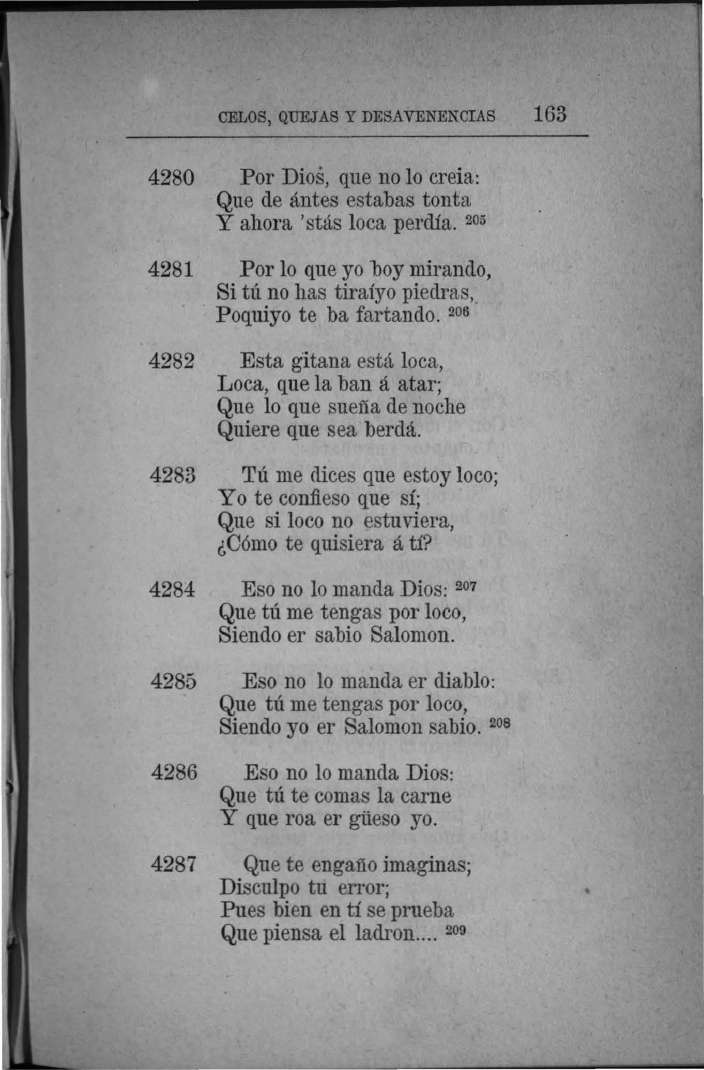 CELOS, QUEJAS Y DESAVENENCIAS 163
4280 Por Dios, que no lo creia:
Que de ántes estabas tonta
Y ahora 'stás loca perdía. 205
4281 Por lo que yo boy mirando,
Si tú no has tiraíyo piedras,
Poquiyo te ba fartando. 206
4282 Esta gitana está loca,
Loca, que la ban á atar;
Que lo que sueña de noche
Quiere que sea berdá.
4283 Tú me dices que estoy loco;
Yo te confieso que sí;
Que si loco no estuviera,
¿Cómo te quisiera á tí?
4284 Eso no lo manda Dios: 207
Que tú me tengas por loco,
Siendo er sabio Salomon.
4285 Eso no lo manda er diablo:
Que tú me tengas por loco,
Siendo yo er Salomon sabio. 208
4286 Eso no lo manda Dios:
Que tú te comas la carne
Y que roa er güeso yo.
4287 Que te engaño imaginas;
Disculpo tu error;
Pues bien en tí se prueba
Que piensa el ladron.... 209